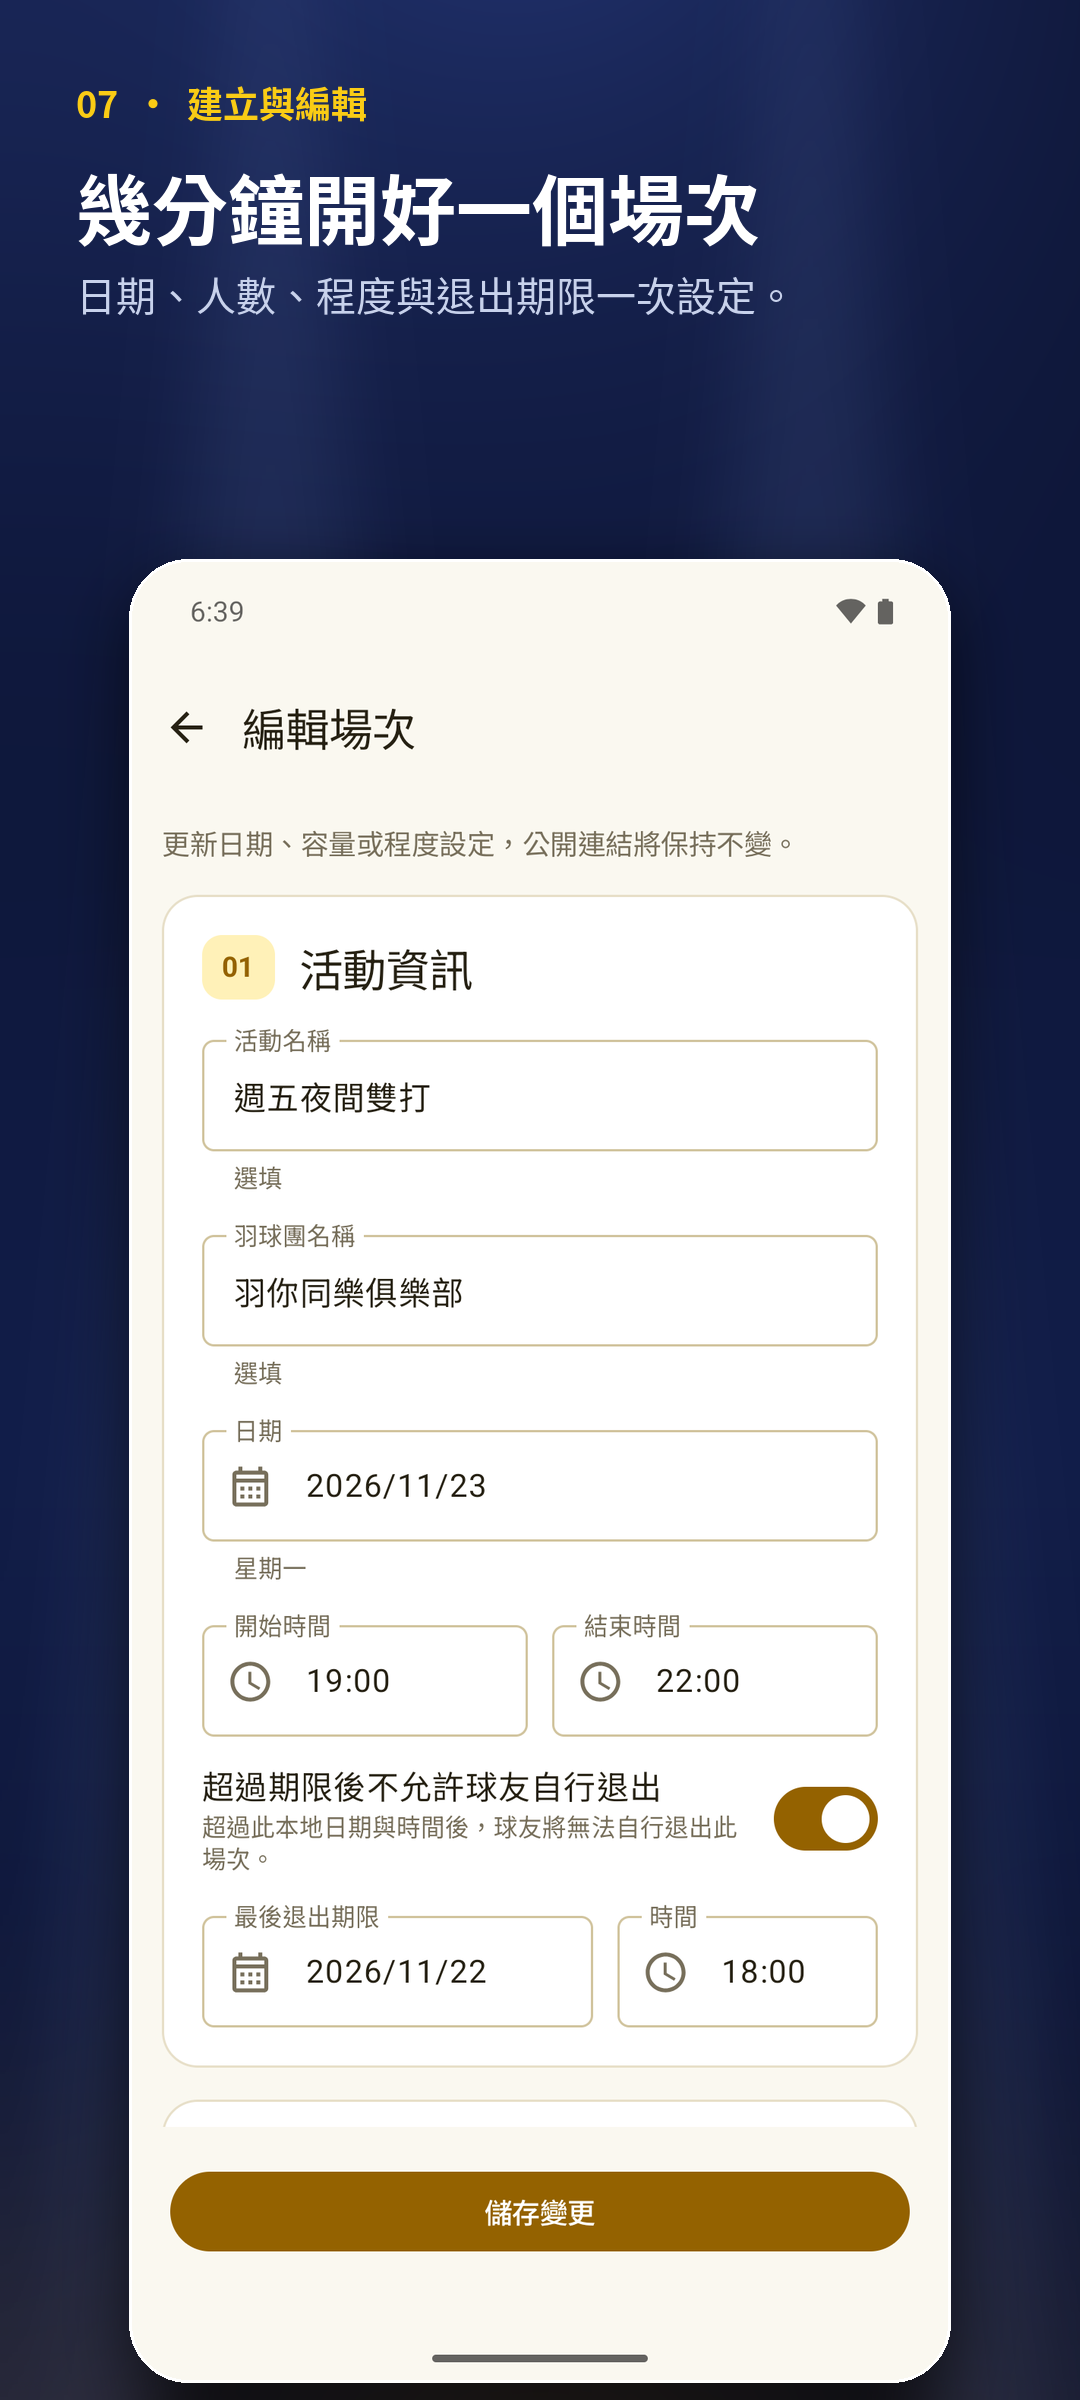 07 • 建立與編輯
幾分鐘開好一個場次
日期、人數、程度與退出期限一次設定。
6:39
編輯場次
更新日期、容量或程度設定，公開連結將保持不變。
01 活動資訊
活動名稱
週五夜間雙打
選填
羽球團名稱
羽你同樂俱樂部
選填
日期
2026/11/23
星期一
開始時間 結束時間
19:00 22:00
超過期限後不允許球友自行退出
超過此本地日期與時間後，球友將無法自行退出此
場次。
最後退出期限 時間
2026/11/22 18:00
儲存變更